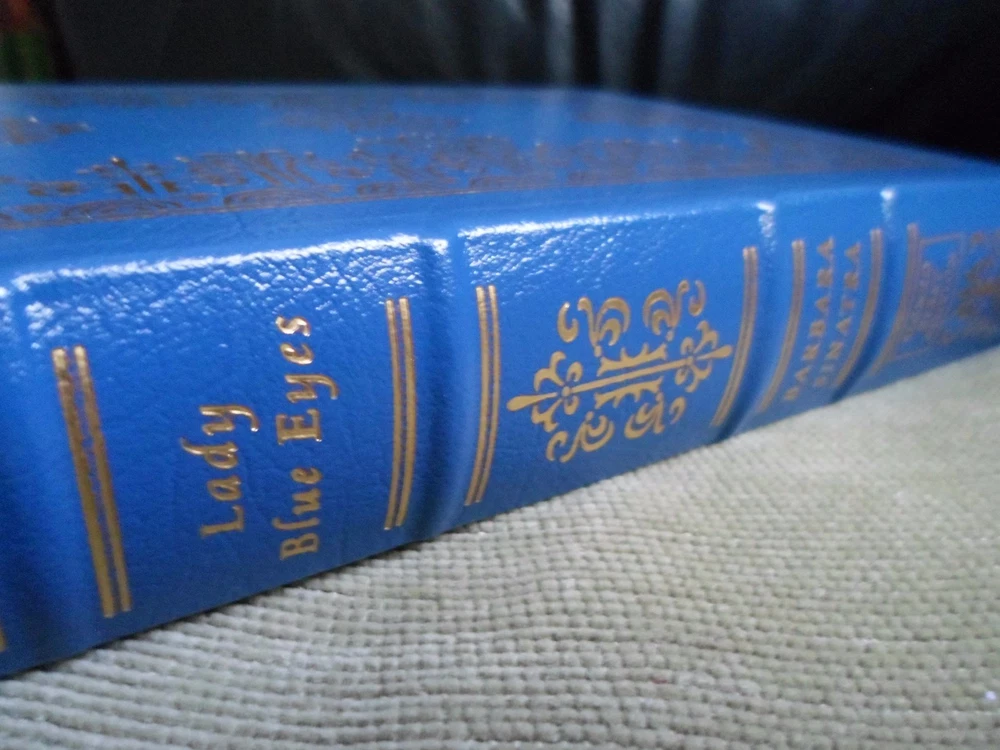 Lady
Blue Eyes
BARBARA
SINATRA